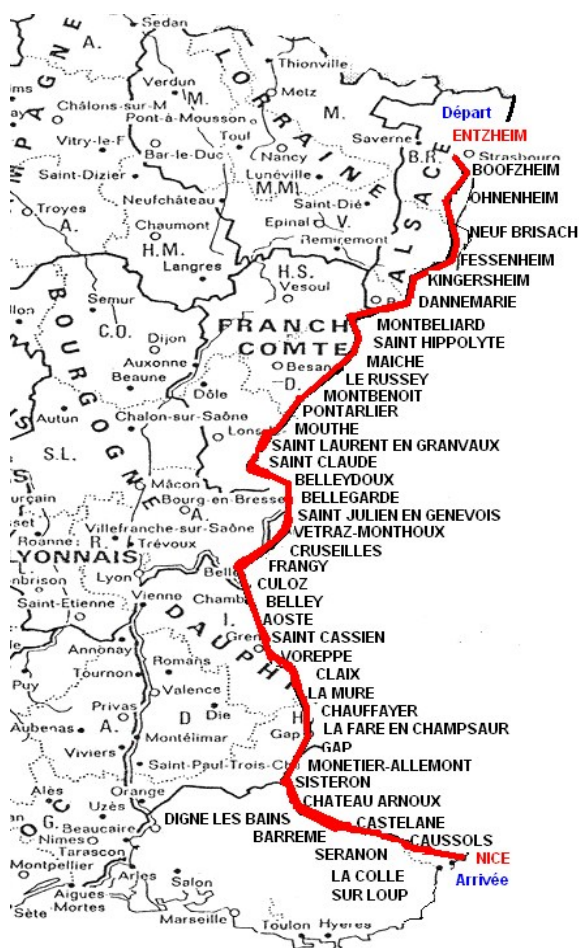 Sedan
A.
Thionville
Verdun
M.
Metz
Châlons-sur-M
Pont-à-Mousson
M.
Départ
LORRAINE
Vitry-le-F
Toul
Saverne
ENTZHEIM
Bar-le-Duc
Nancy
B.R.
Strasbourg
Saint-Dizier
Lunéville
M.M.
BOOFZHEIM
Neufchâteau
Saint-Dié
ALSACE
OHNENHEIM
Troyes
A.
Chaumont
Epinal
V.
NEUF BRISACH
H.M.
Remiremont
FESSENHEIM
Langres
H.S.
KINGERSHEIM
Vesoul
DANNEMARIE
Semur
FRANCH
MONTBELIARD
C.O.
Dijon
COMTE
SAINT HIPPOLYTE
BOURGOGNE
Auxonne
Besan
MAICHE
Beaune
D.
LE RUSSEY
Dôle
MONTBENOIT
Autun
Chalon-sur-Saône
PONTARLIER
Lons
MOUTHE
S.L.
SAINT LAURENT EN GRANVAUX
SAINT CLAUDE
Mâcon
BELLEYDOUX
Bourg-en-Bresse
BELLEGARDE
A.
SAINT JULIEN EN GENEVOIS
Villefranche-sur-Saône
VETRAZ-MONTHOUX
Roanne
R.
Trévoux
CRUSEILLES
LYONNAIS
FRANGY
Lyon
Belle
CULOZ
Vienne
Chamb
BELLEY
Saint-Etienne
I.
AOSTE
DAUPHI
Gren
SAINT CASSIEN
Annonay
VOREPPE
Tournon
Romans
CLAIX
Puy
Valence
LA MURE
Privas
D
Die
H
CHAUFFAYER
Aubenas
A.
Gap
LA FARE EN CHAMPSAUR
Montélimar
GAP
Viviers
MONETIER-ALLEMONT
Saint-Paul-Trois-Ch
SISTERON
Alès
Orange
CHATEAU ARNOUX
Uzès
DIGNE LES BAINS
CASTELANE
Beaucaire
BARREME
CAUSSOLS
Nimes
Tarascon
SERANON
NICE
Montpellier
Arles
Salon
LA COLLE
Arrivée
Aigues
SUR LOUP
Mortes
Sète
Marseille
Toulon
Hyeres